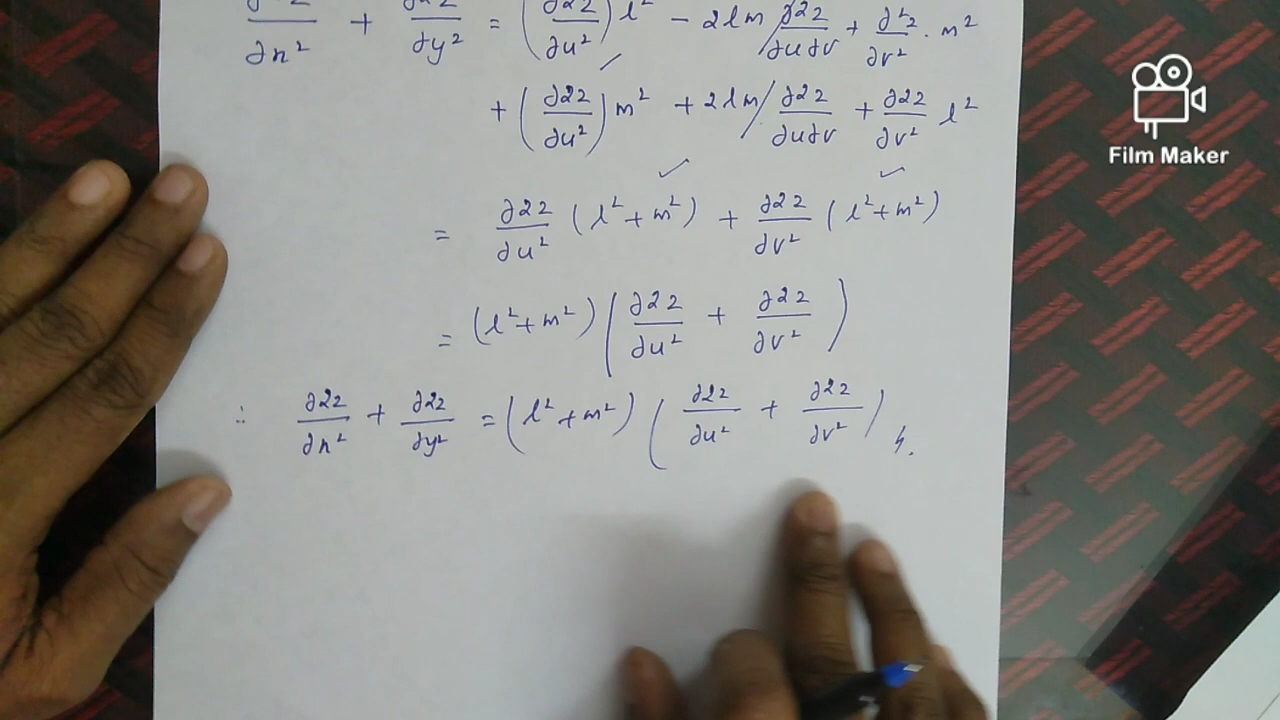 ∂²z/∂x² + ∂²z/∂y² = (∂2z/∂u²) l² - 2lm ∂2z/∂u∂v + ∂²z/∂v² . m²
+ (∂2z/∂u²) m² + 2lm ∂2z/∂u∂v + ∂2z/∂v² l²
= ∂2z/∂u² (l²+m²) + ∂2z/∂v² (l²+m²)
= (l²+m²) (∂2z/∂u² + ∂2z/∂v²)
∴ ∂2z/∂x² + ∂2z/∂y² = (l²+m²) (∂2z/∂u² + ∂2z/∂v²)
Film Maker